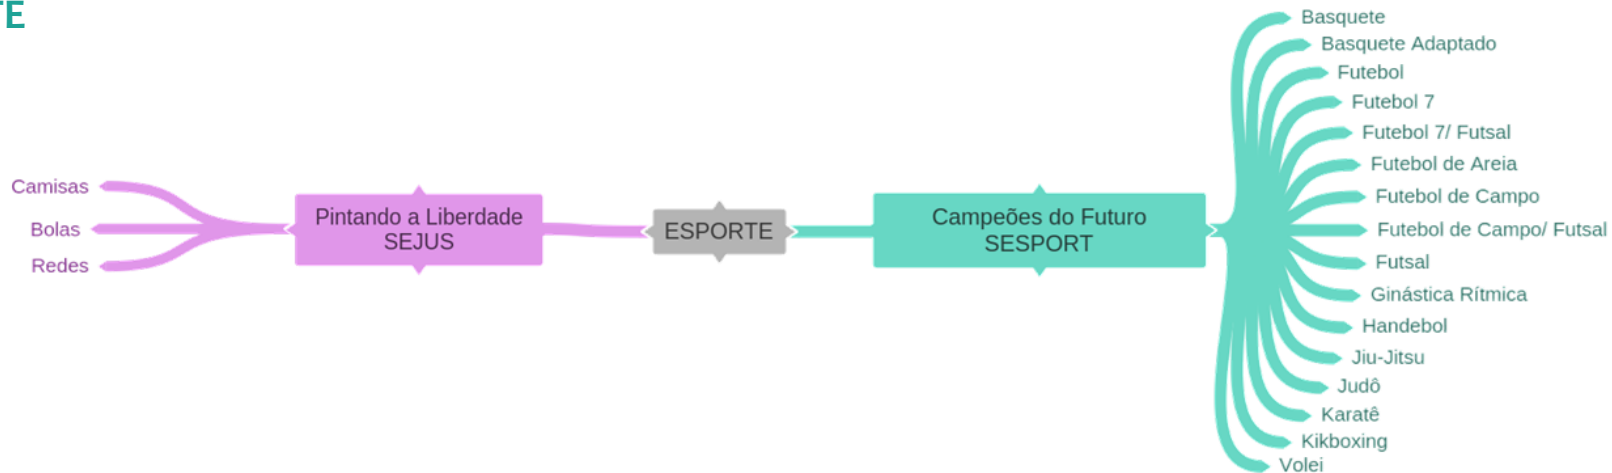 TE
Camisas
Bolas
Redes
Pintando a Liberdade
SEJUS
ESPORTE
Campeões do Futuro
SESPORT
Basquete
Basquete Adaptado
Futebol
Futebol 7
Futebol 7/ Futsal
Futebol de Areia
Futebol de Campo
Futebol de Campo/ Futsal
Futsal
Ginástica Rítmica
Handebol
Jiu-Jitsu
Judô
Karatê
Kikboxing
Volei